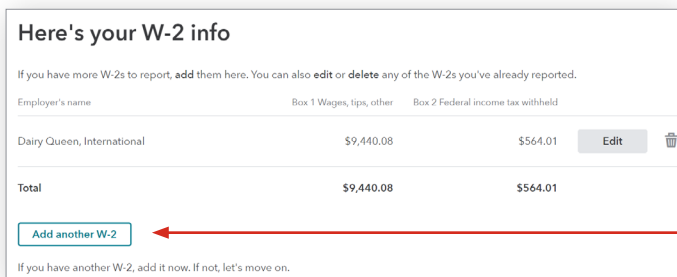 Here's your W-2 info
If you have more W-2s to report, add them here. You can also edit or delete any of the W-2s you've already reported.
Employer's name Box 1 Wages, tips, other Box 2 Federal income tax withheld
Dairy Queen, International $9,440.08 $564.01 Edit
Total $9,440.08 $564.01
Add another W-2
If you have another W-2, add it now. If not, let's move on.